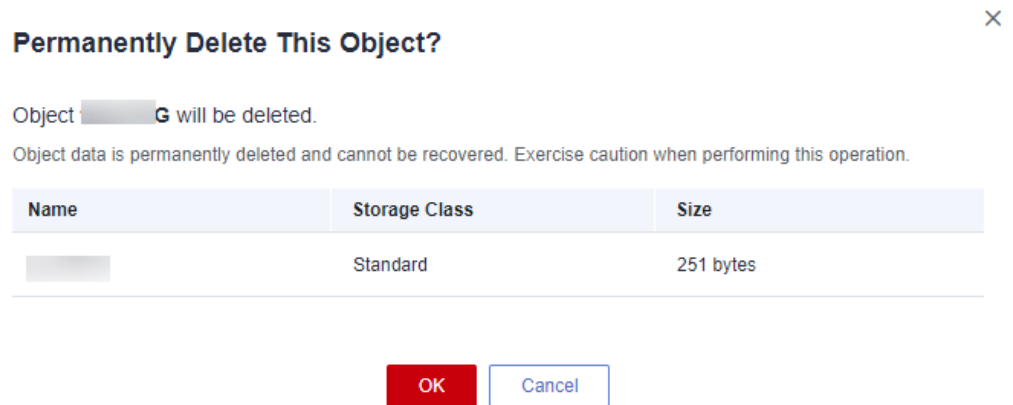 Permanently Delete This Object?
Object G will be deleted.
Object data is permanently deleted and cannot be recovered. Exercise caution when performing this operation.
Name Storage Class Size
Standard 251 bytes
OK Cancel